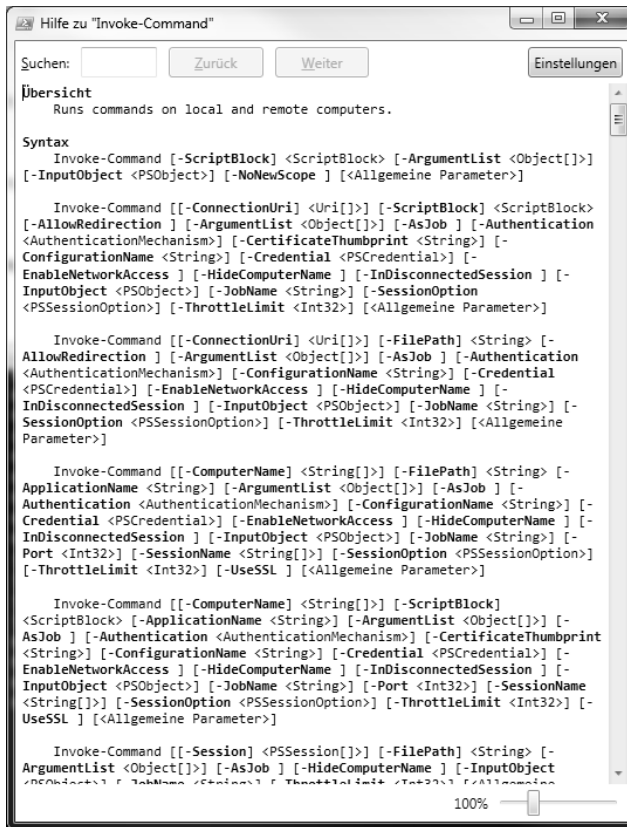 Hilfe zu "Invoke-Command"
Suchen: Zurück Weiter Einstellungen
Übersicht
Runs commands on local and remote computers.
Syntax
Invoke-Command [-ScriptBlock] <ScriptBlock> [-ArgumentList <Object[]>]
[-InputObject <PSObject>] [-NoNewScope ] [<Allgemeine Parameter>]
Invoke-Command [[-ConnectionUri] <Uri[]>] [-ScriptBlock] <ScriptBlock>
[-AllowRedirection ] [-ArgumentList <Object[]>] [-AsJob ] [-Authentication
<AuthenticationMechanism>] [-CertificateThumbprint <String>] [-
ConfigurationName <String>] [-Credential <PSCredential>] [-
EnableNetworkAccess ] [-HideComputerName ] [-InDisconnectedSession ] [-
InputObject <PSObject>] [-JobName <String>] [-SessionOption
<PSSessionOption>] [-ThrottleLimit <Int32>] [<Allgemeine Parameter>]
Invoke-Command [[-ConnectionUri] <Uri[]>] [-FilePath] <String> [-
AllowRedirection ] [-ArgumentList <Object[]>] [-AsJob ] [-Authentication
<AuthenticationMechanism>] [-ConfigurationName <String>] [-Credential
<PSCredential>] [-EnableNetworkAccess ] [-HideComputerName ] [-
InDisconnectedSession ] [-InputObject <PSObject>] [-JobName <String>] [-
SessionOption <PSSessionOption>] [-ThrottleLimit <Int32>] [<Allgemeine
Parameter>]
Invoke-Command [[-ComputerName] <String[]>] [-FilePath] <String> [-
ApplicationName <String>] [-ArgumentList <Object[]>] [-AsJob ] [-
Authentication <AuthenticationMechanism>] [-ConfigurationName <String>] [-
Credential <PSCredential>] [-EnableNetworkAccess ] [-HideComputerName ] [-
InDisconnectedSession ] [-InputObject <PSObject>] [-JobName <String>] [-
Port <Int32>] [-SessionName <String[]>] [-SessionOption <PSSessionOption>]
[-ThrottleLimit <Int32>] [-UseSSL ] [<Allgemeine Parameter>]
Invoke-Command [[-ComputerName] <String[]>] [-ScriptBlock]
<ScriptBlock> [-ApplicationName <String>] [-ArgumentList <Object[]>] [-
AsJob ] [-Authentication <AuthenticationMechanism>] [-CertificateThumbprint
<String>] [-ConfigurationName <String>] [-Credential <PSCredential>] [-
EnableNetworkAccess ] [-HideComputerName ] [-InDisconnectedSession ] [-
InputObject <PSObject>] [-JobName <String>] [-Port <Int32>] [-SessionName
<String[]>] [-SessionOption <PSSessionOption>] [-ThrottleLimit <Int32>] [-
UseSSL ] [<Allgemeine Parameter>]
Invoke-Command [[-Session] <PSSession[]>] [-FilePath] <String> [-
ArgumentList <Object[]>] [-AsJob ] [-HideComputerName ] [-InputObject
<PSObject>] [-JobName <String>] [-ThrottleLimit <Int32>] [<Allgemeine
100%